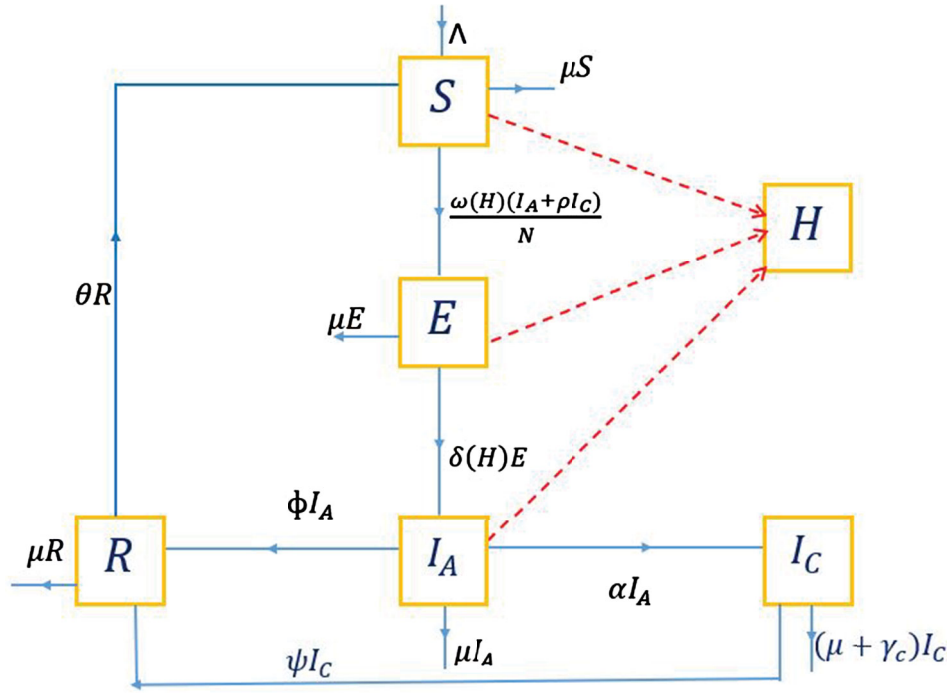 Λ
S
μS
ω(H)(I_A+ρI_C)
N
H
θR
E
μE
δ(H)E
ϕI_A
μR
R
I_A
I_C
αI_A
μI_A
(μ + γ_c)I_C
ψI_C